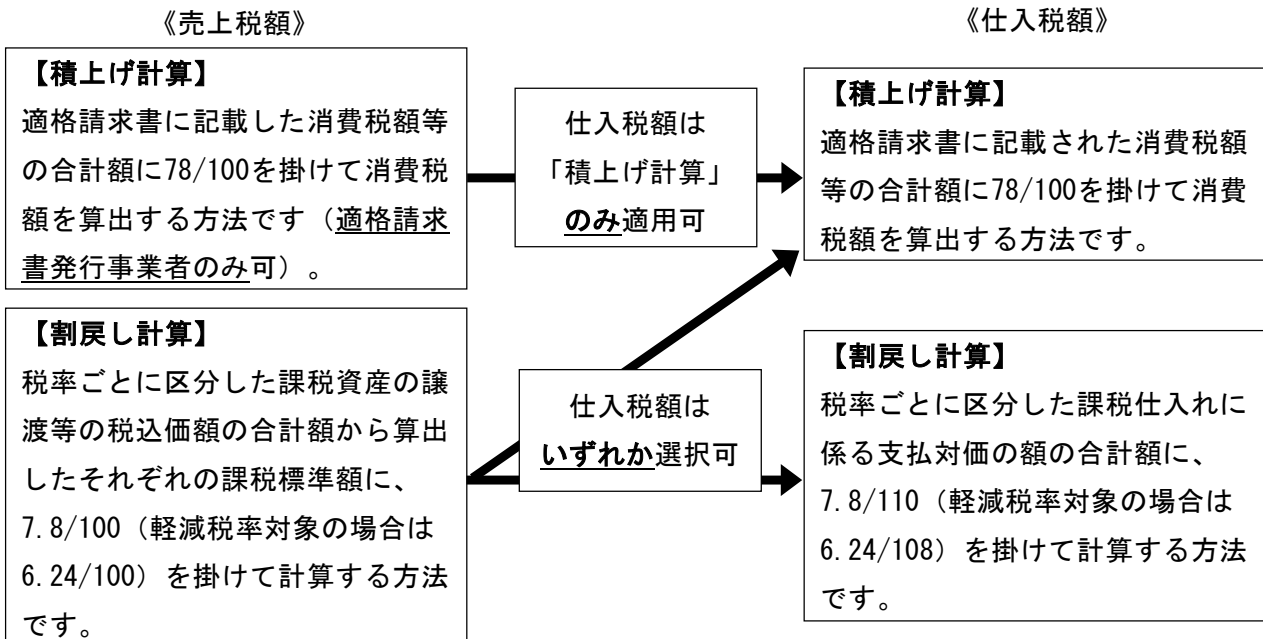 《売上税額》
【積上げ計算】
適格請求書に記載した消費税額等
の合計額に78/100を掛けて消費税
額を算出する方法です（適格請求
書発行事業者のみ可）。
【割戻し計算】
税率ごとに区分した課税資産の譲
渡等の税込価額の合計額から算出
したそれぞれの課税標準額に、
7.8/100（軽減税率対象の場合は
6.24/100）を掛けて計算する方法
です。
仕入税額は
「積上げ計算」
のみ適用可
仕入税額は
いずれか選択可
《仕入税額》
【積上げ計算】
適格請求書に記載された消費税額
等の合計額に78/100を掛けて消費
税額を算出する方法です。
【割戻し計算】
税率ごとに区分した課税仕入れに
係る支払対価の額の合計額に、
7.8/110（軽減税率対象の場合は
6.24/108）を掛けて計算する方法
です。